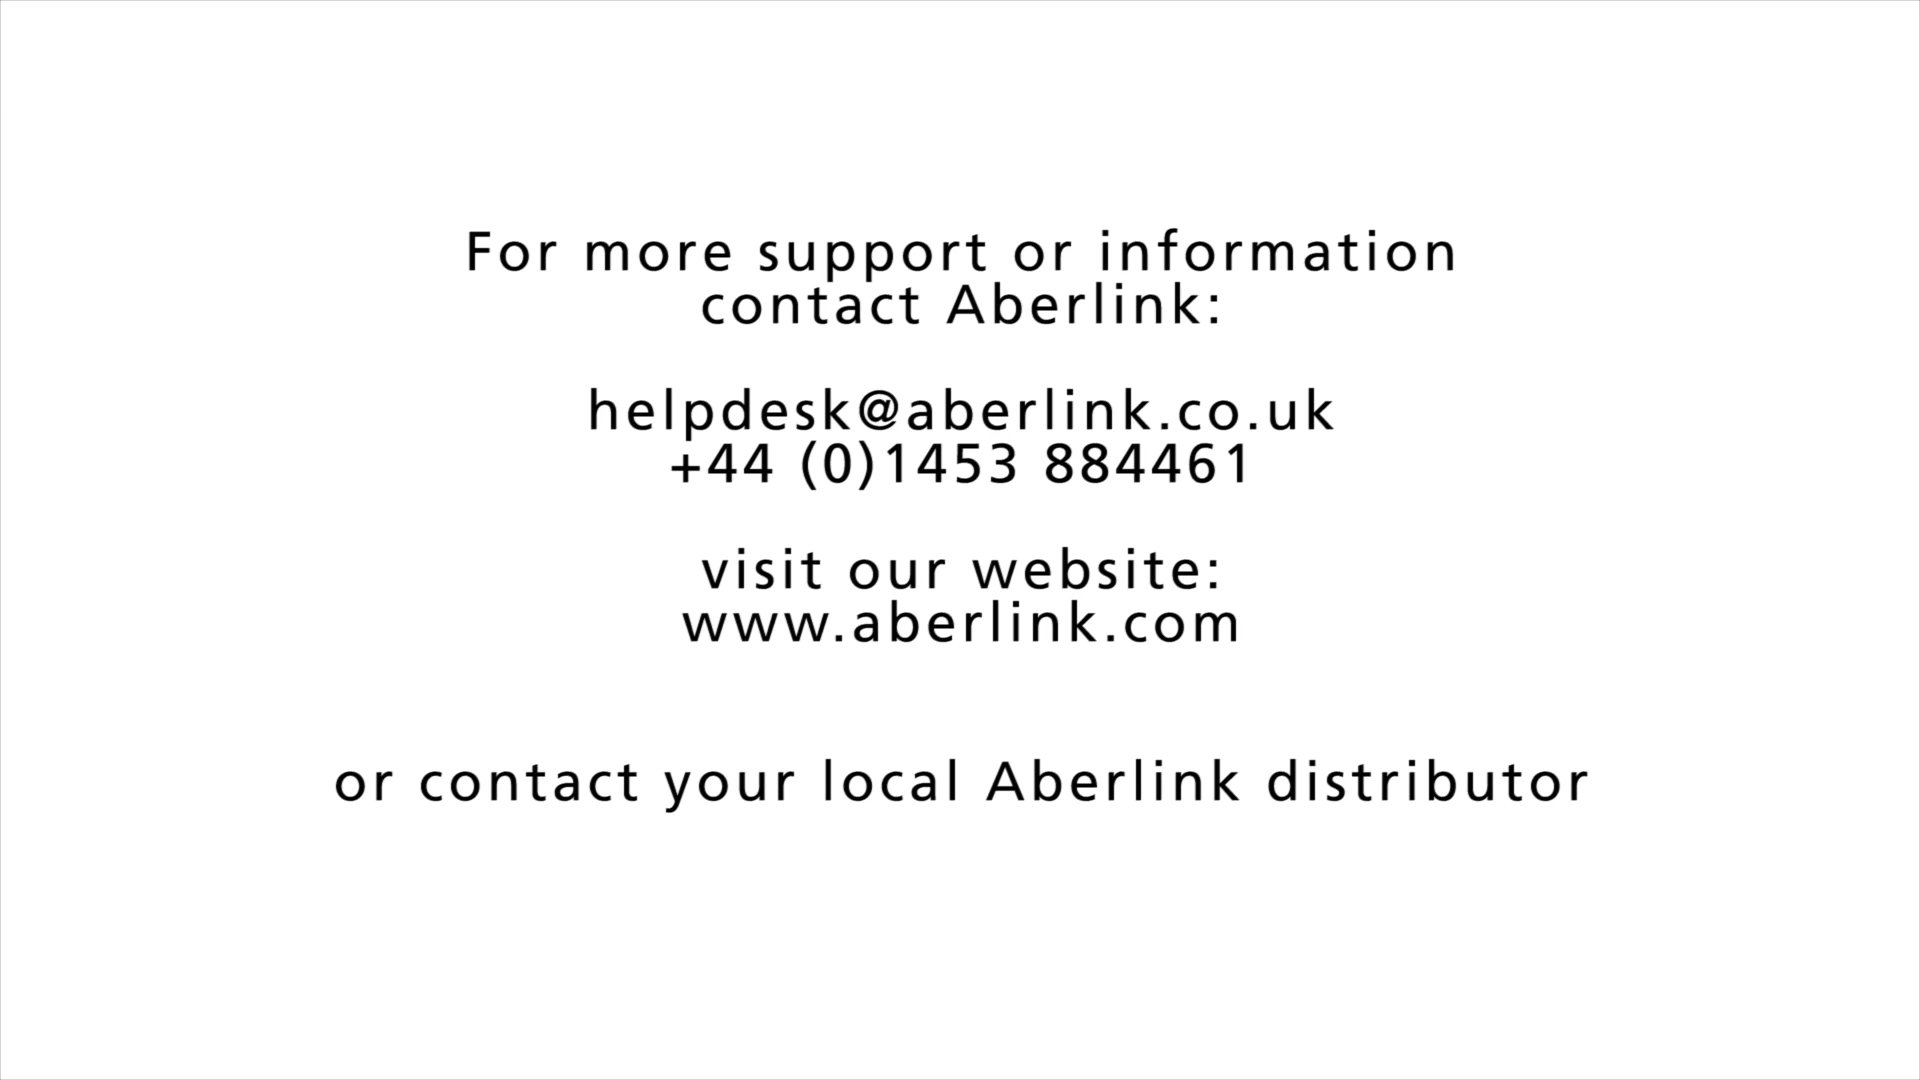 For more support or information
contact Aberlink:
helpdesk@aberlink.co.uk
+44 (0)1453 884461
visit our website:
www.aberlink.com
or contact your local Aberlink distributor